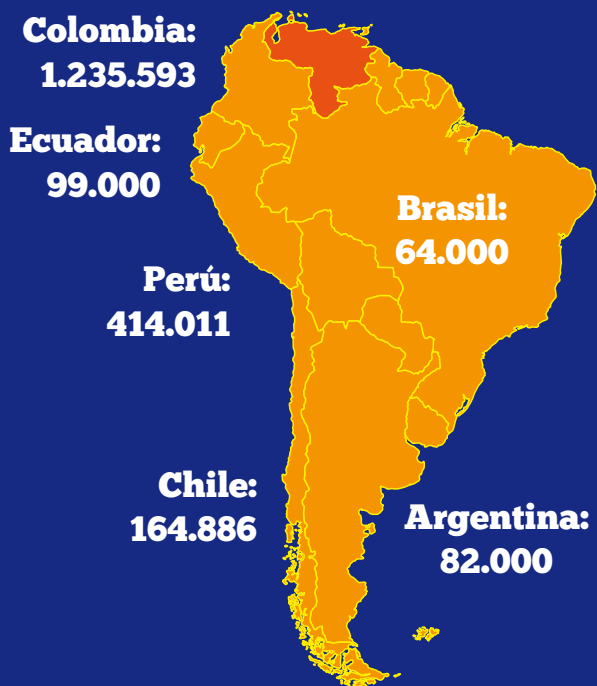 Colombia:
1.235.593
Ecuador:
99.000
Brasil:
64.000
Perú:
414.011
Chile:
164.886
Argentina:
82.000